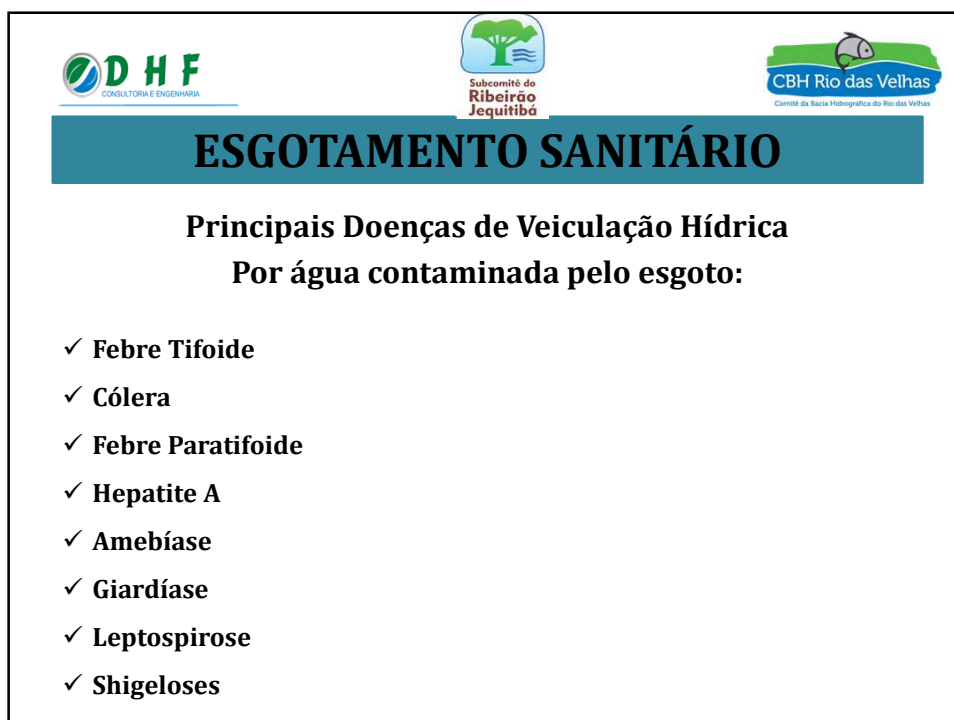 D H F
CONSULTORIA E ENGENHARIA
Subcomitê do
Ribeirão
Jequitibá
CBH Rio das Velhas
Comitê da Bacia Hidrográfica do Rio das Velhas
ESGOTAMENTO SANITÁRIO
Principais Doenças de Veiculação Hídrica
Por água contaminada pelo esgoto:
✓ Febre Tifoide
✓ Cólera
✓ Febre Paratifoide
✓ Hepatite A
✓ Amebíase
✓ Giardíase
✓ Leptospirose
✓ Shigeloses